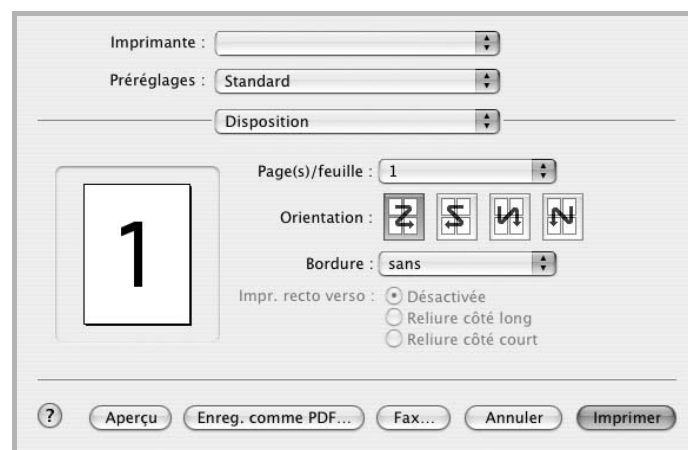 Imprimante :
Préréglages : Standard
Disposition
Page(s)/feuille : 1
1
Orientation :
Bordure : sans
Impr. recto verso : Désactivée
Reliure côté long
Reliure côté court
? Aperçu Enreg. comme PDF... Fax... Annuler Imprimer